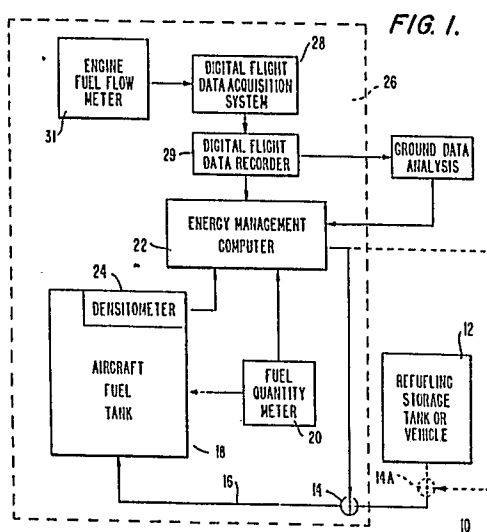 FIG. 1.
28
ENGINE
FUEL FLOW
METER
31
DIGITAL FLIGHT
DATA ACQUISITION
SYSTEM
26
29
DIGITAL FLIGHT
DATA RECORDER
GROUND DATA
ANALYSIS
ENERGY MANAGEMENT
COMPUTER
22
24
DENSITOMETER
AIRCRAFT
FUEL
TANK
18
FUEL
QUANTITY
METER
20
12
REFUFLING
STORAGE
TANK OR
VEHICLE
14A
16
14
10